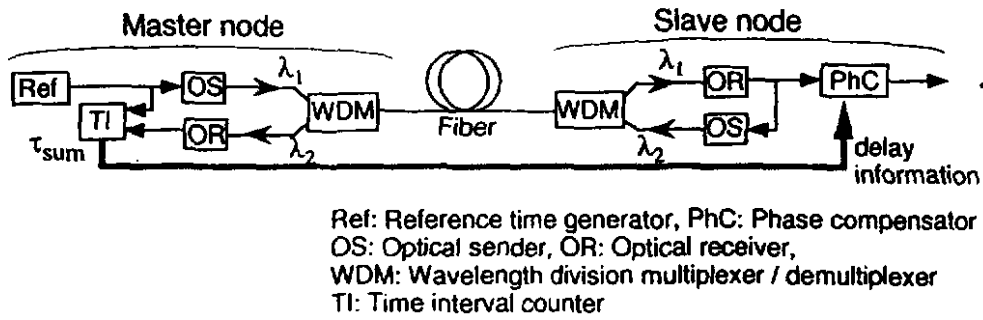 Master node
Slave node
Ref
OS
λ1
WDM
TI
OR
λ2
τsum
Fiber
WDM
λ1
OR
PhC
OS
λ2
delay
information
Ref: Reference time generator, PhC: Phase compensator
OS: Optical sender, OR: Optical receiver,
WDM: Wavelength division multiplexer / demultiplexer
TI: Time interval counter